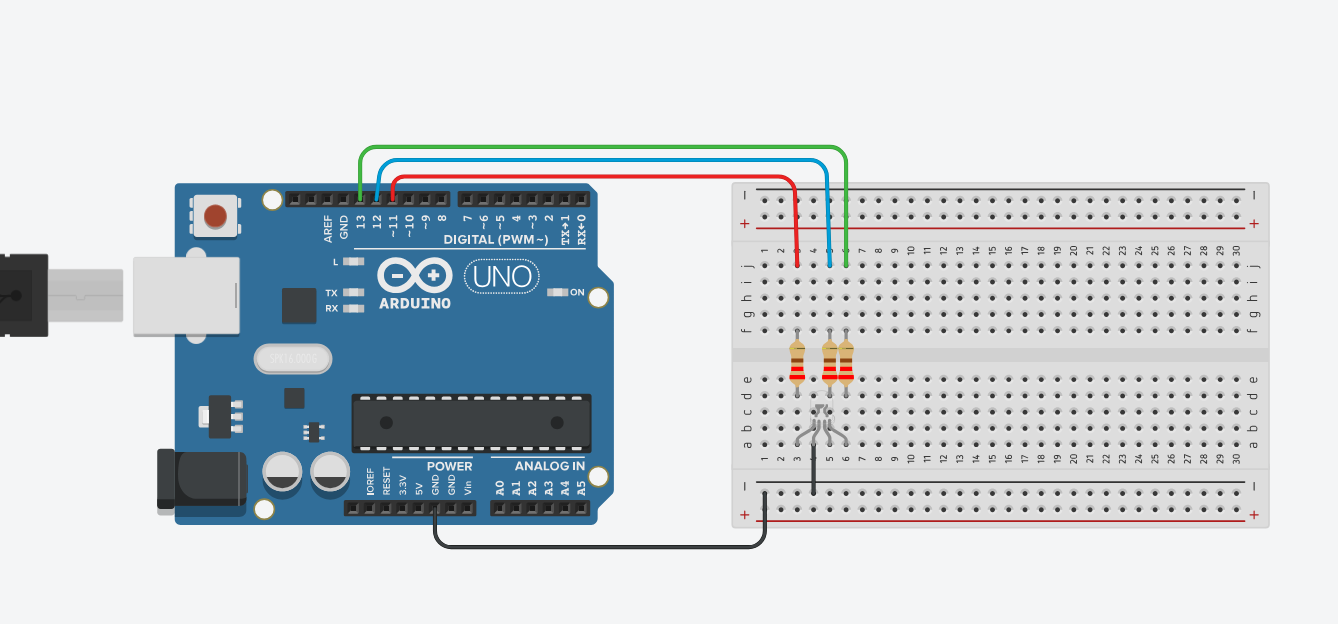 AREF
GND
13
12
~11
~10
~9
8
7
~6
~5
4
~3
2
TX→1
RX←0
DIGITAL (PWM~)
L
TX
RX
ARDUINO
UNO
ON
IOREF
RESET
3.3V
5V
GND
GND
Vin
POWER
ANALOG IN
A0
A1
A2
A3
A4
A5
− −
+ +
1 2 3 4 5 6 7 8 9 10 11 12 13 14 15 16 17 18 19 20 21 22 23 24 25 26 27 28 29 30
j j
i i
h h
g g
f f
e e
d d
c c
b b
a a
1 2 3 4 5 6 7 8 9 10 11 12 13 14 15 16 17 18 19 20 21 22 23 24 25 26 27 28 29 30
− −
+ +